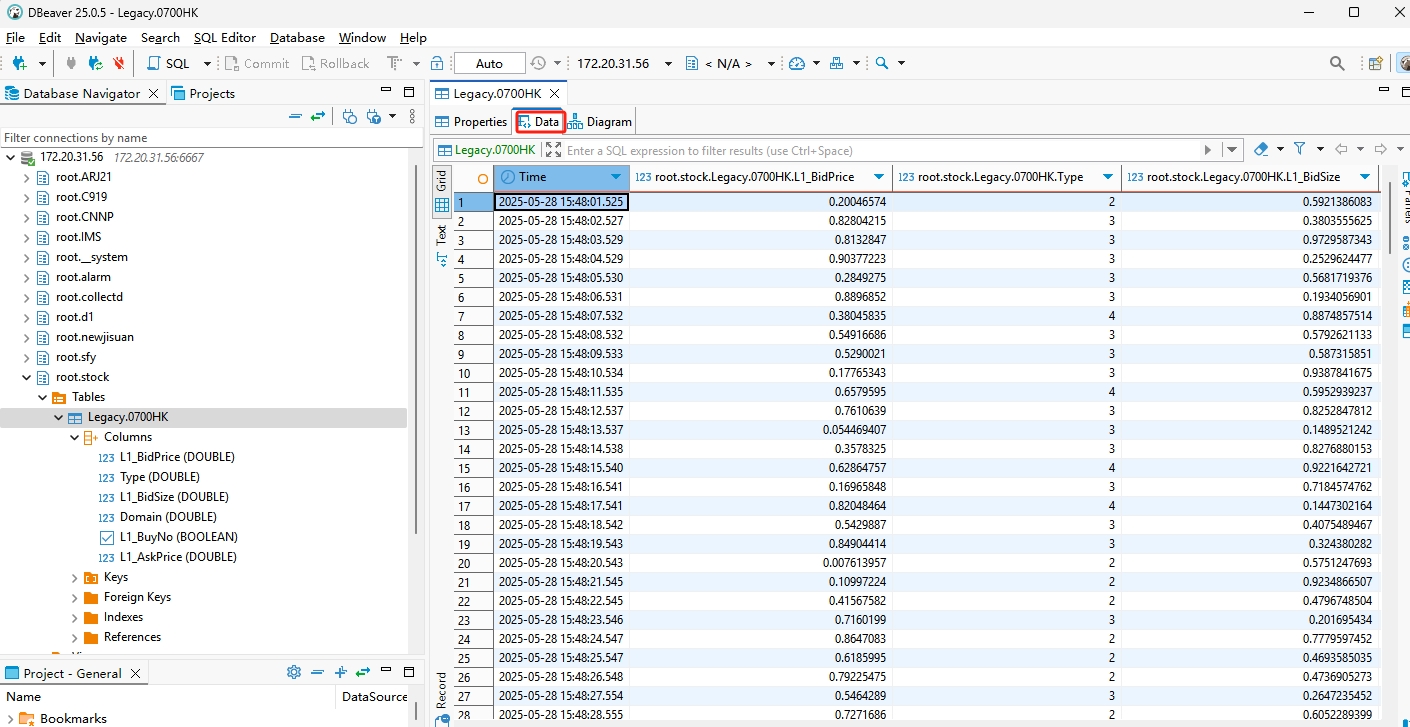 DBeaver 25.0.5 - Legacy.0700HK
File Edit Navigate Search SQL Editor Database Window Help
SQL Commit Rollback Auto 172.20.31.56 < N/A >
Database Navigator Projects
Filter connections by name
172.20.31.56 172.20.31.56:6667
root.ARJ21
root.C919
root.CNNP
root.IMS
root.__system
root.alarm
root.collectd
root.d1
root.newjisuan
root.sfy
root.stock
Tables
Legacy.0700HK
Columns
123 L1_BidPrice (DOUBLE)
123 Type (DOUBLE)
123 L1_BidSize (DOUBLE)
123 Domain (DOUBLE)
L1_BuyNo (BOOLEAN)
123 L1_AskPrice (DOUBLE)
Keys
Foreign Keys
Indexes
References
Project - General
Name DataSource
Bookmarks
Legacy.0700HK
Properties Data Diagram
Legacy.0700HK Enter a SQL expression to filter results (use Ctrl+Space)
Grid
Text
Record
Time 123 root.stock.Legacy.0700HK.L1_BidPrice 123 root.stock.Legacy.0700HK.Type 123 root.stock.Legacy.0700HK.L1_BidSize
1 2025-05-28 15:48:01.525 0.20046574 2 0.5921386083
2 2025-05-28 15:48:02.527 0.82804215 3 0.3803555625
3 2025-05-28 15:48:03.529 0.8132847 3 0.9729587343
4 2025-05-28 15:48:04.529 0.90377223 3 0.2529624477
5 2025-05-28 15:48:05.530 0.2849275 3 0.5681719376
6 2025-05-28 15:48:06.531 0.8896852 3 0.1934056901
7 2025-05-28 15:48:07.532 0.38045835 4 0.8874857514
8 2025-05-28 15:48:08.532 0.54916686 3 0.5792621133
9 2025-05-28 15:48:09.533 0.5290021 3 0.587315851
10 2025-05-28 15:48:10.534 0.17765343 3 0.9387841675
11 2025-05-28 15:48:11.535 0.6579595 4 0.5952939237
12 2025-05-28 15:48:12.537 0.7610639 3 0.8252847812
13 2025-05-28 15:48:13.537 0.054469407 3 0.1489521242
14 2025-05-28 15:48:14.538 0.3578325 3 0.8276880153
15 2025-05-28 15:48:15.540 0.62864757 4 0.9221642721
16 2025-05-28 15:48:16.541 0.16965848 3 0.7184574762
17 2025-05-28 15:48:17.541 0.82048464 4 0.1447302164
18 2025-05-28 15:48:18.542 0.5429887 3 0.4075489467
19 2025-05-28 15:48:19.543 0.84904414 3 0.324380282
20 2025-05-28 15:48:20.543 0.007613957 2 0.5751247693
21 2025-05-28 15:48:21.545 0.10997224 2 0.9234866507
22 2025-05-28 15:48:22.545 0.41567582 2 0.4796748504
23 2025-05-28 15:48:23.546 0.7160199 3 0.201695434
24 2025-05-28 15:48:24.547 0.8647083 2 0.7779597452
25 2025-05-28 15:48:25.547 0.6185995 2 0.4693585035
26 2025-05-28 15:48:26.548 0.79225475 2 0.4736905273
27 2025-05-28 15:48:27.554 0.5464289 3 0.2647235452
28 2025-05-28 15:48:28.555 0.7271686 2 0.6052289399